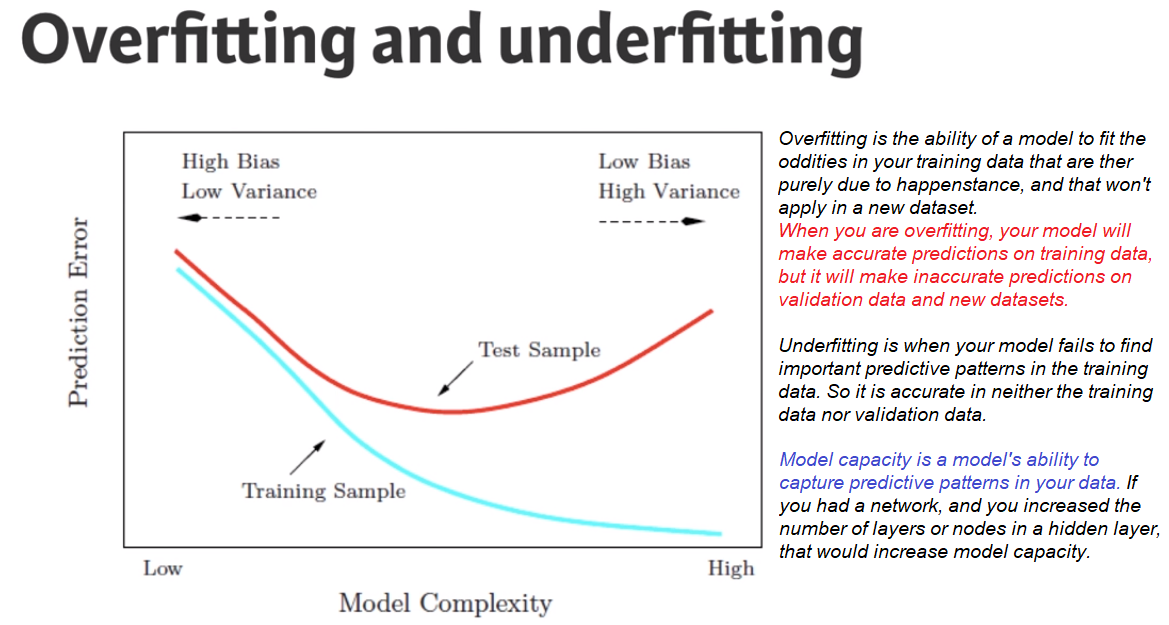 Overfitting and underfitting
High Bias
Low Variance
Low Bias
High Variance
Prediction Error
Test Sample
Training Sample
Low
High
Model Complexity
Overfitting is the ability of a model to fit the
oddities in your training data that are ther
purely due to happenstance, and that won't
apply in a new dataset.
When you are overfitting, your model will
make accurate predictions on training data,
but it will make inaccurate predictions on
validation data and new datasets.
Underfitting is when your model fails to find
important predictive patterns in the training
data. So it is accurate in neither the training
data nor validation data.
Model capacity is a model's ability to
capture predictive patterns in your data. If
you had a network, and you increased the
number of layers or nodes in a hidden layer,
that would increase model capacity.